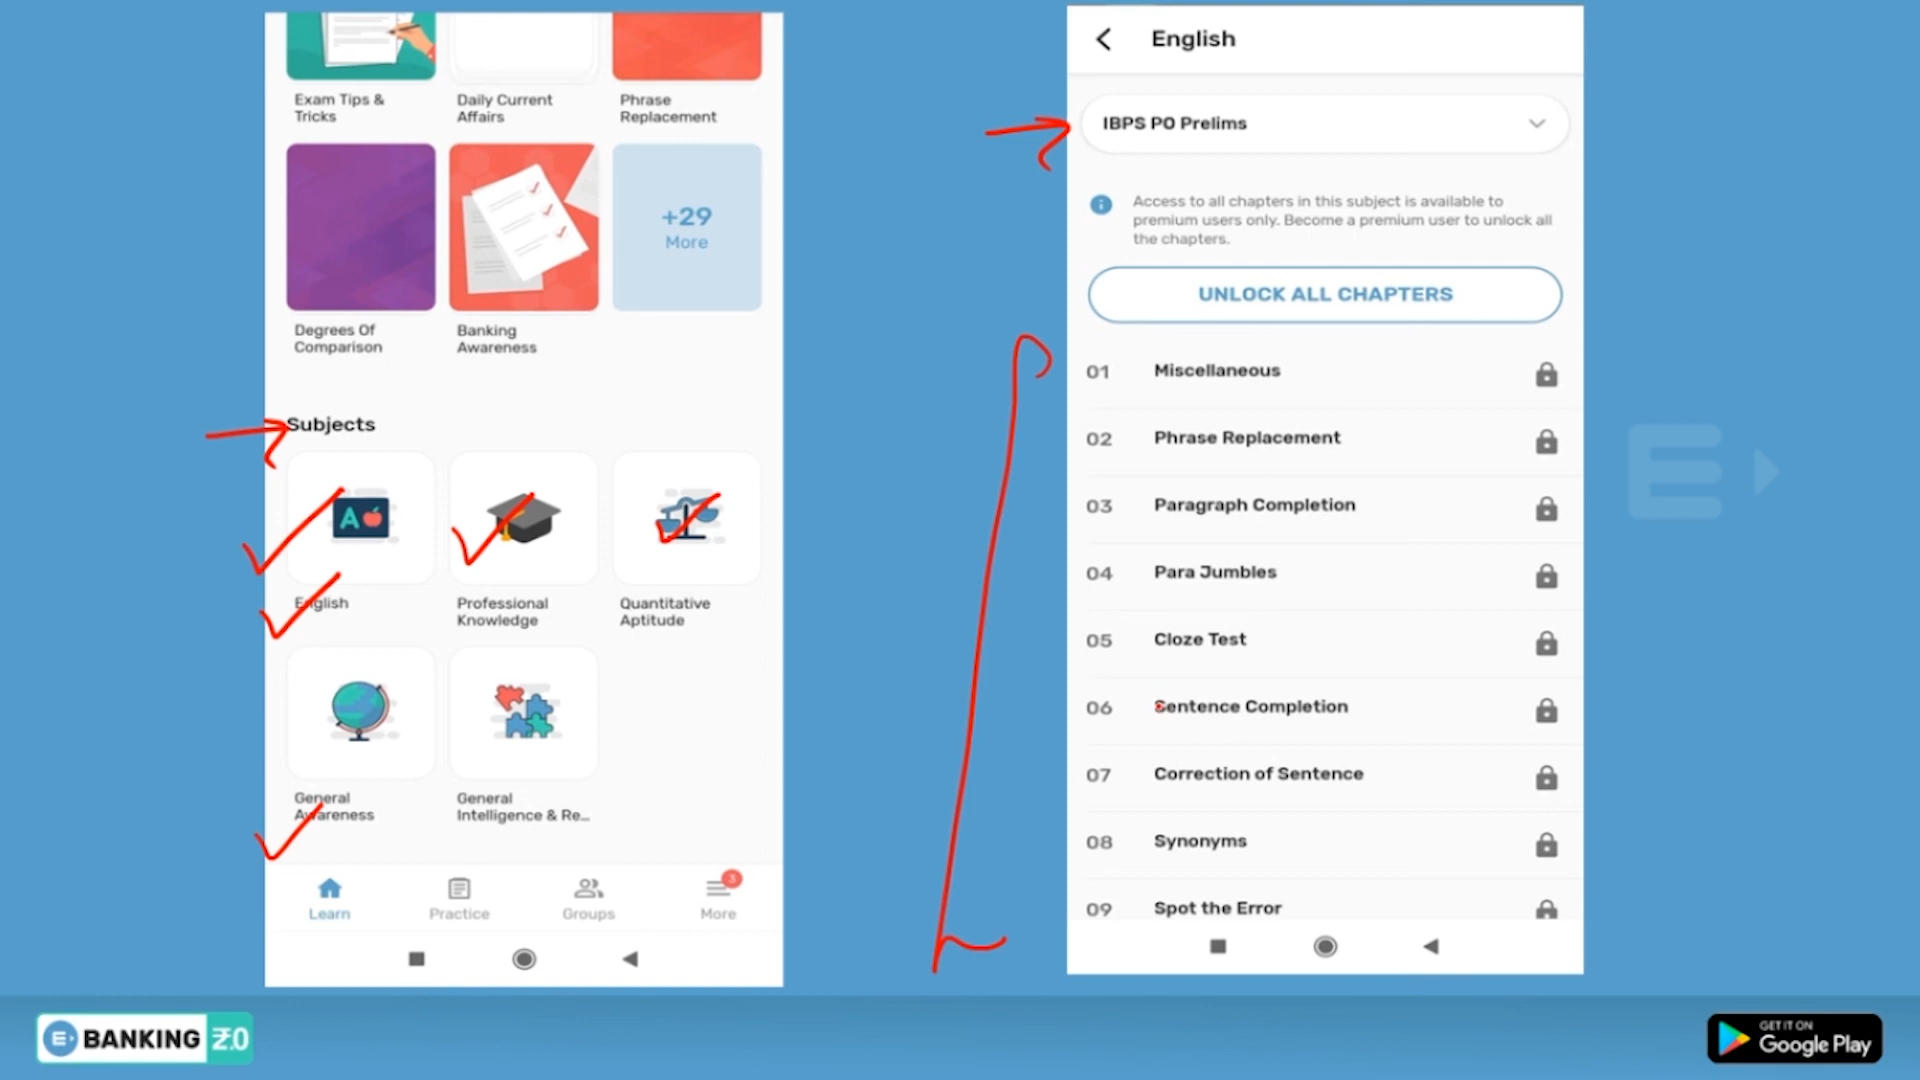 Exam Tips &
Tricks
Daily Current
Affairs
Phrase
Replacement
+29
More
Degrees Of
Comparison
Banking
Awareness
Subjects
A
English
Professional
Knowledge
Quantitative
Aptitude
General
Awareness
General
Intelligence & Re...
Learn
Practice
Groups
3
More
English
IBPS PO Prelims
Access to all chapters in this subject is available to
premium users only. Become a premium user to unlock all
the chapters.
UNLOCK ALL CHAPTERS
01 Miscellaneous
02 Phrase Replacement
03 Paragraph Completion
04 Para Jumbles
05 Cloze Test
06 Sentence Completion
07 Correction of Sentence
08 Synonyms
09 Spot the Error
E
E BANKING ₹.0
GET IT ON
Google Play